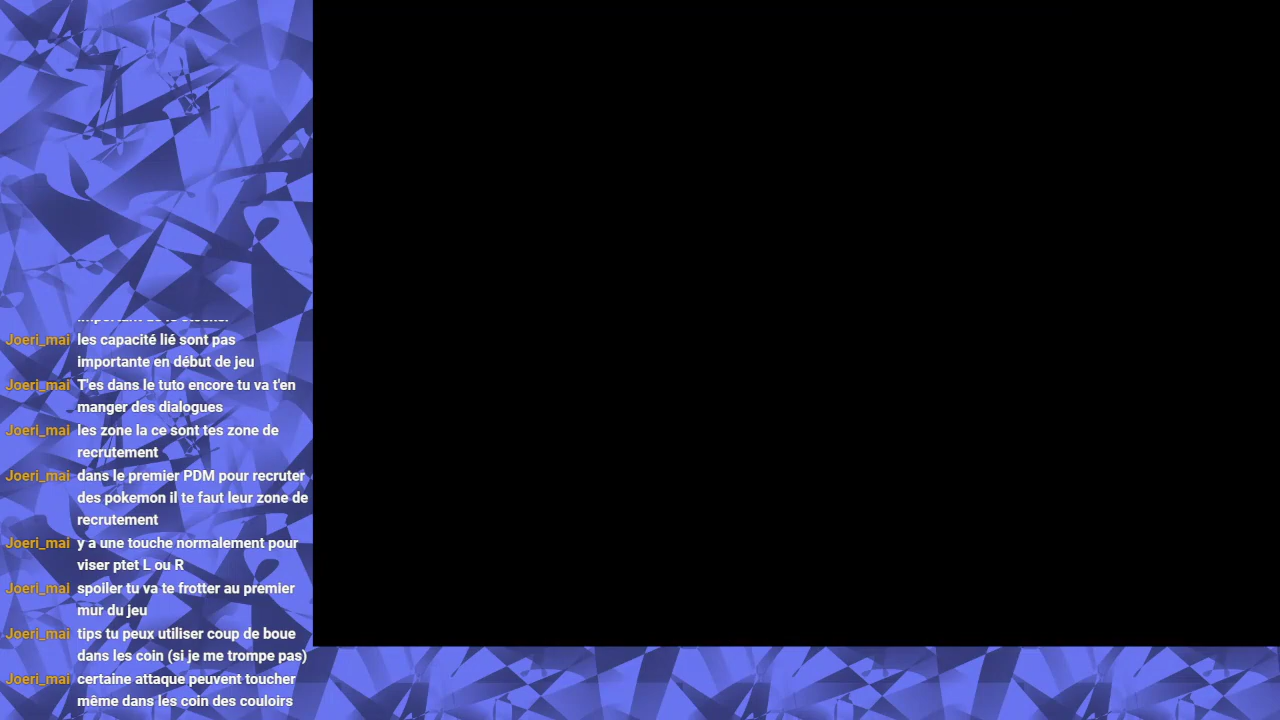 Joeri_mai les capacité lié sont pas
importante en début de jeu
Joeri_mai T'es dans le tuto encore tu va t'en
manger des dialogues
Joeri_mai les zone la ce sont tes zone de
recrutement
Joeri_mai dans le premier PDM pour recruter
des pokemon il te faut leur zone de
recrutement
Joeri_mai y a une touche normalement pour
viser ptet L ou R
Joeri_mai spoiler tu va te frotter au premier
mur du jeu
Joeri_mai tips tu peux utiliser coup de boue
dans les coin (si je me trompe pas)
Joeri_mai certaine attaque peuvent toucher
même dans les coin des couloirs